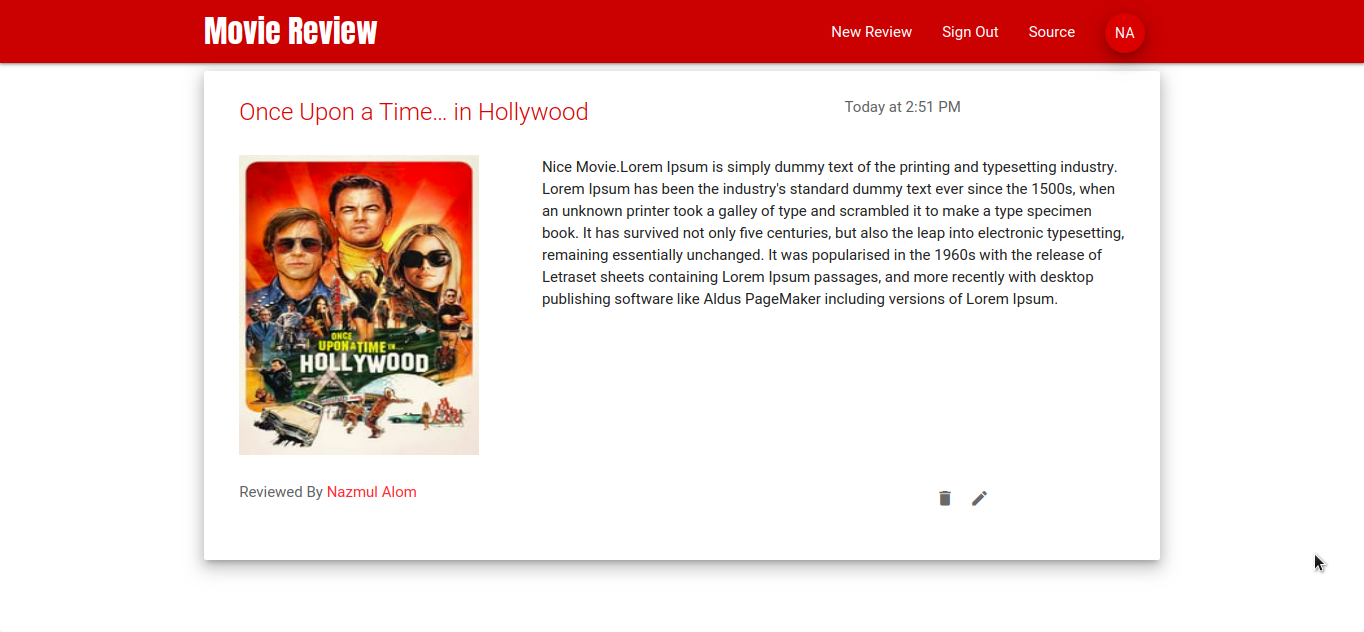 Movie Review
New Review
Sign Out
Source
NA
Once Upon a Time... in Hollywood
Today at 2:51 PM
Nice Movie.Lorem Ipsum is simply dummy text of the printing and typesetting industry.
Lorem Ipsum has been the industry's standard dummy text ever since the 1500s, when
an unknown printer took a galley of type and scrambled it to make a type specimen
book. It has survived not only five centuries, but also the leap into electronic typesetting,
remaining essentially unchanged. It was popularised in the 1960s with the release of
Letraset sheets containing Lorem Ipsum passages, and more recently with desktop
publishing software like Aldus PageMaker including versions of Lorem Ipsum.
ONCE
UPON A TIME IN...
HOLLYWOOD
Reviewed By Nazmul Alom